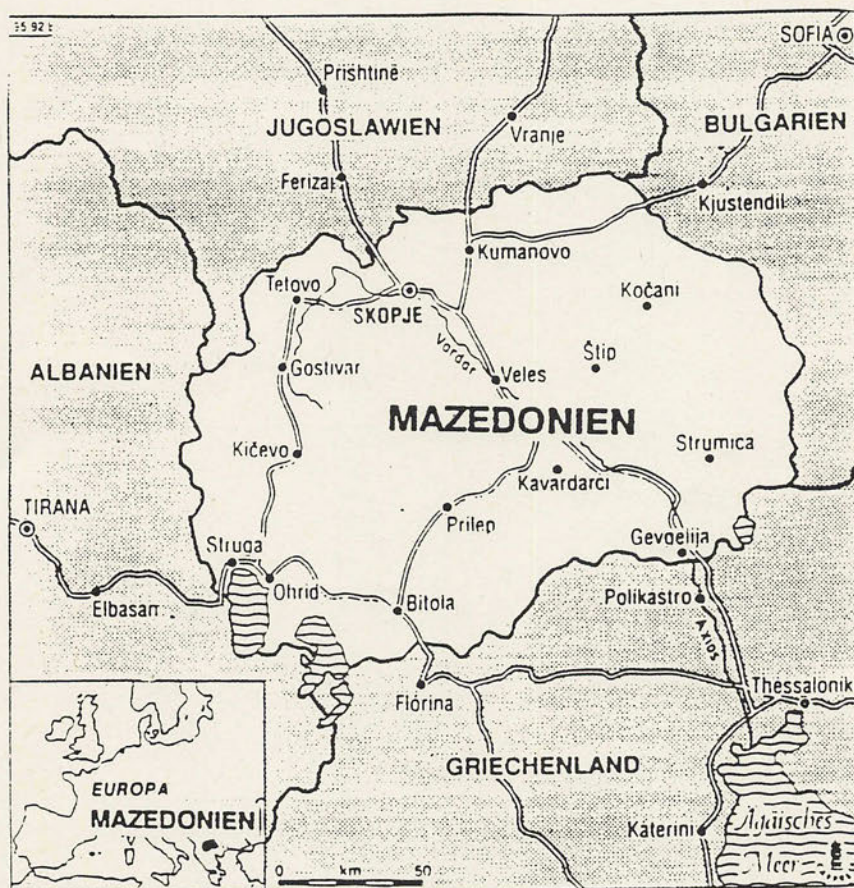 SOFIA
Prishtinë
JUGOSLAWIEN
Vranje
BULGARIEN
Ferizaj
Kjustendil
Kumanovo
Tetovo
SKOPJE
Kočani
Vardar
Štip
ALBANIEN
Gostivar
Veles
MAZEDONIEN
Kičevo
Strumica
Kavardarci
TIRANA
Prilep
Struga
Gevgelija
Ohrid
Elbasan
Bitola
Polikastro
Axios
Flórina
Thessalonik
GRIECHENLAND
EUROPA
MAZEDONIEN
Katerini
Ägäisches
Meer
0 km 50